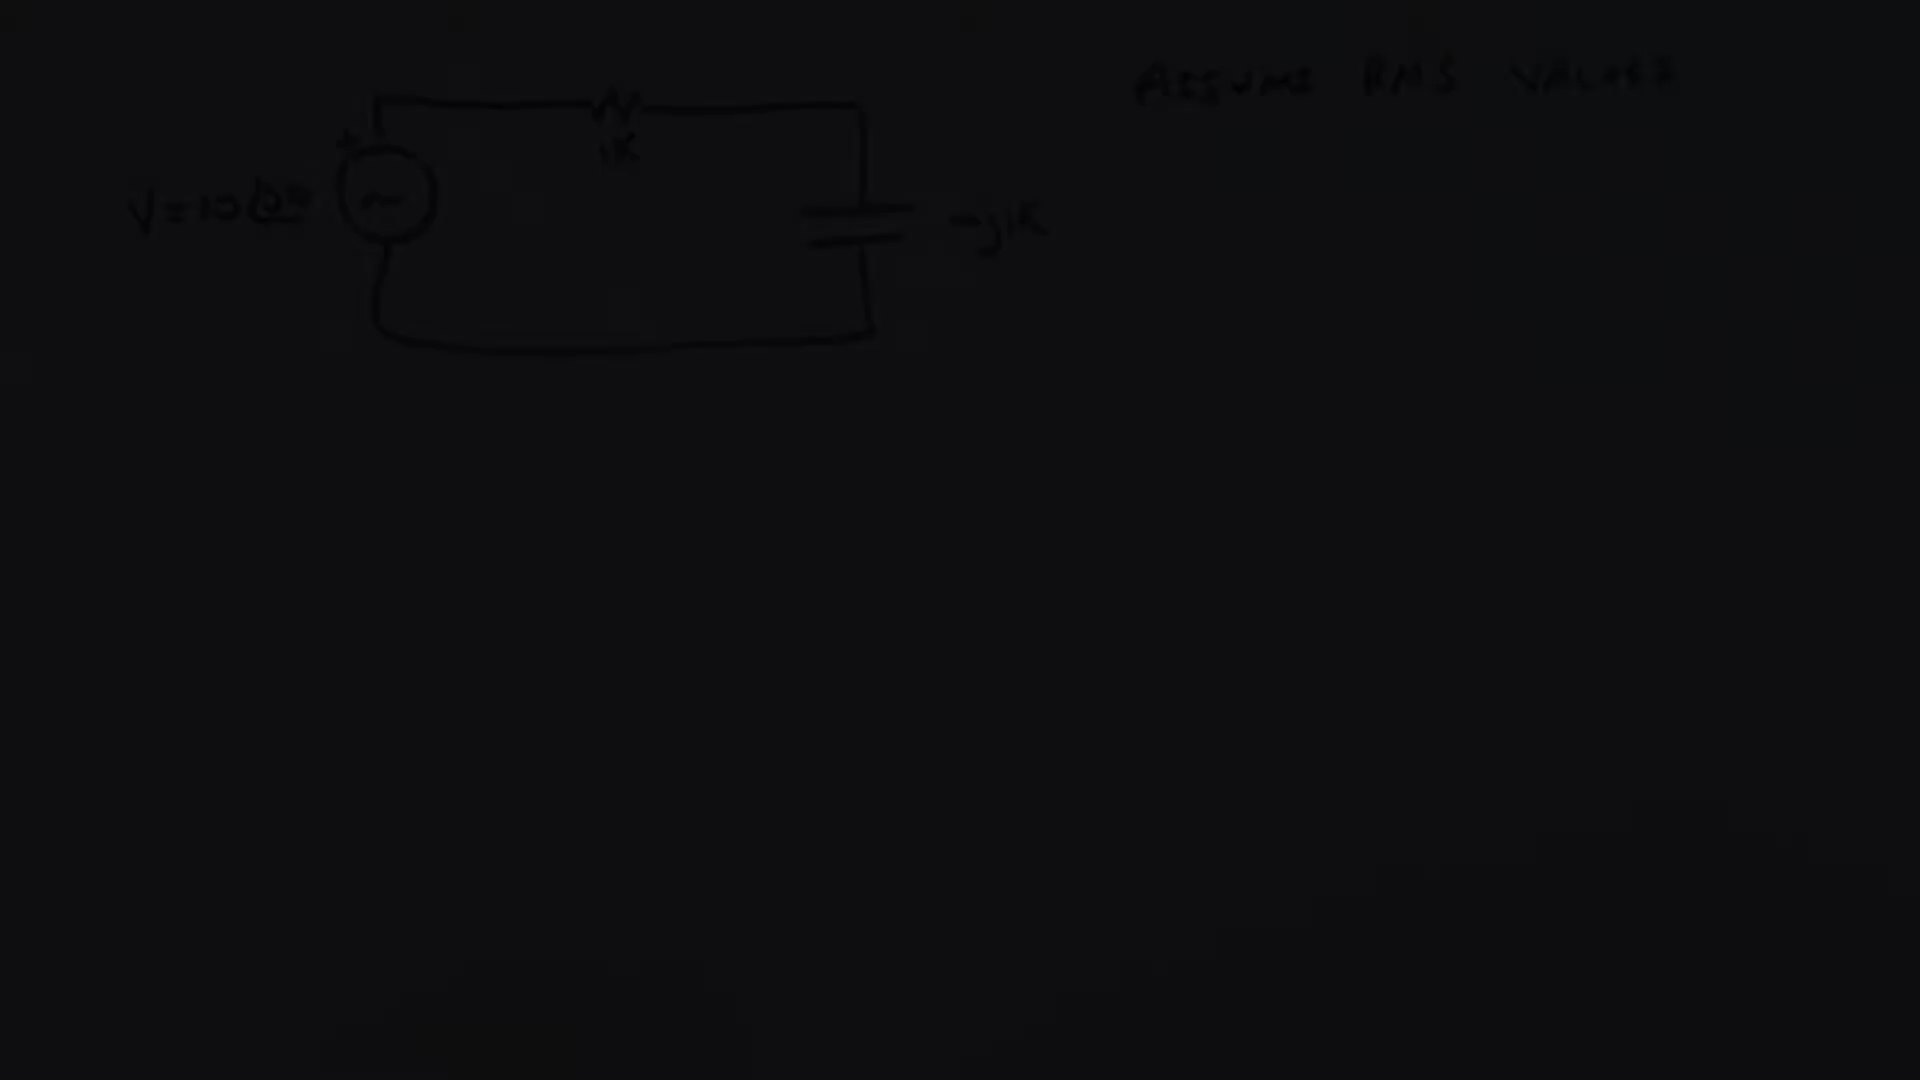 ASSUME RMS VALUES
+
1K
V=10∠0°
-j1K